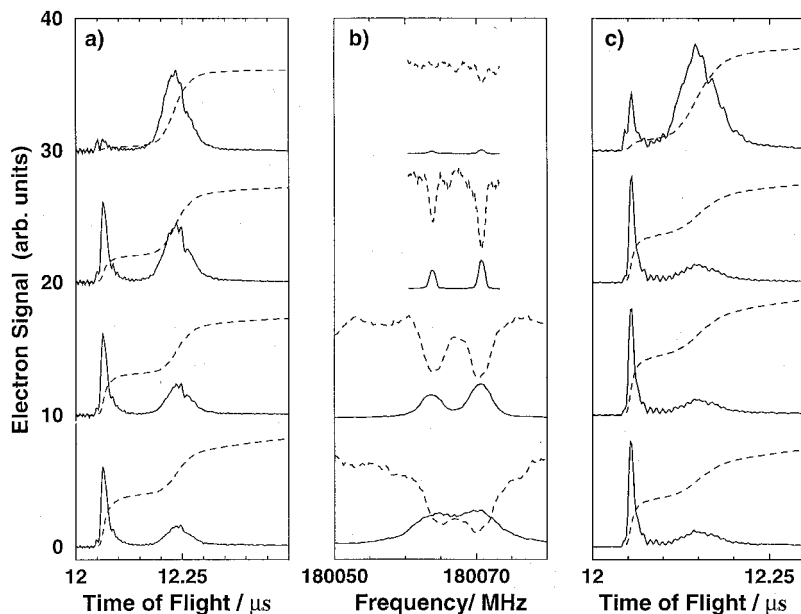 a)
b)
c)
40
30
20
10
0
Electron Signal (arb. units)
12
12.25
180050
180070
12
12.25
Time of Flight / µs
Frequency/ MHz
Time of Flight / µs